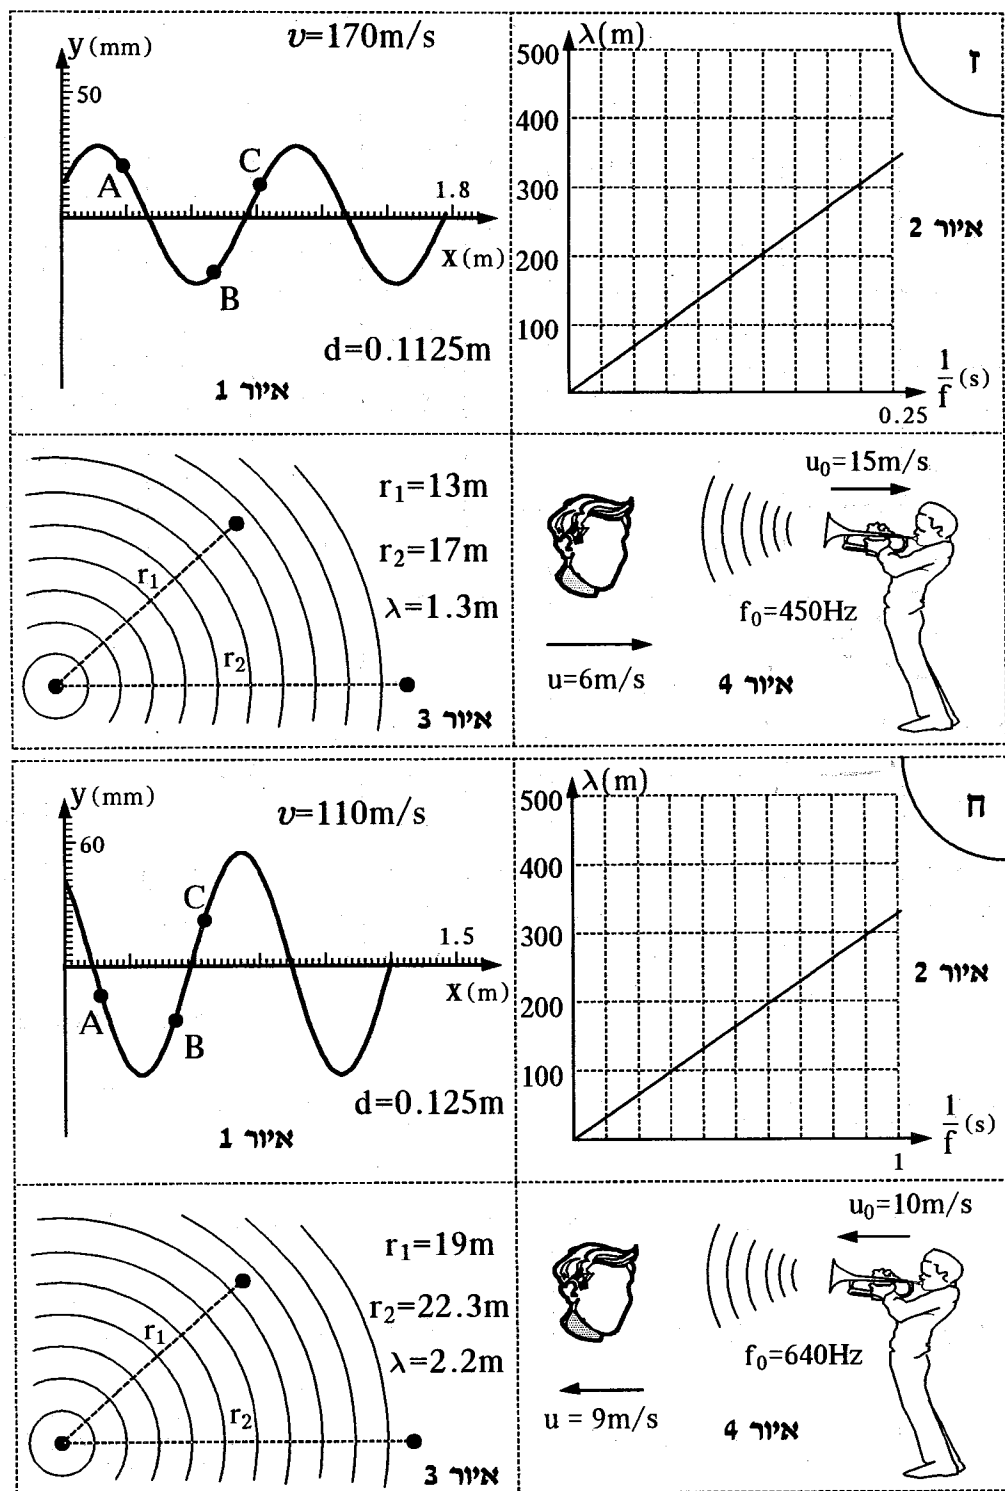 ז
υ=170m/s
y(mm)
50
A
B
C
1.8
X(m)
d=0.1125m
איור 1
λ(m)
500
400
300
200
100
1/f (s)
0.25
איור 2
r₁=13m
r₂=17m
λ=1.3m
r₁
r₂
איור 3
u₀=15m/s
f₀=450Hz
u=6m/s
איור 4
ח
υ=110m/s
y(mm)
60
A
B
C
1.5
X(m)
d=0.125m
איור 1
λ(m)
500
400
300
200
100
1/f (s)
1
איור 2
r₁=19m
r₂=22.3m
λ=2.2m
r₁
r₂
איור 3
u₀=10m/s
f₀=640Hz
u = 9m/s
איור 4